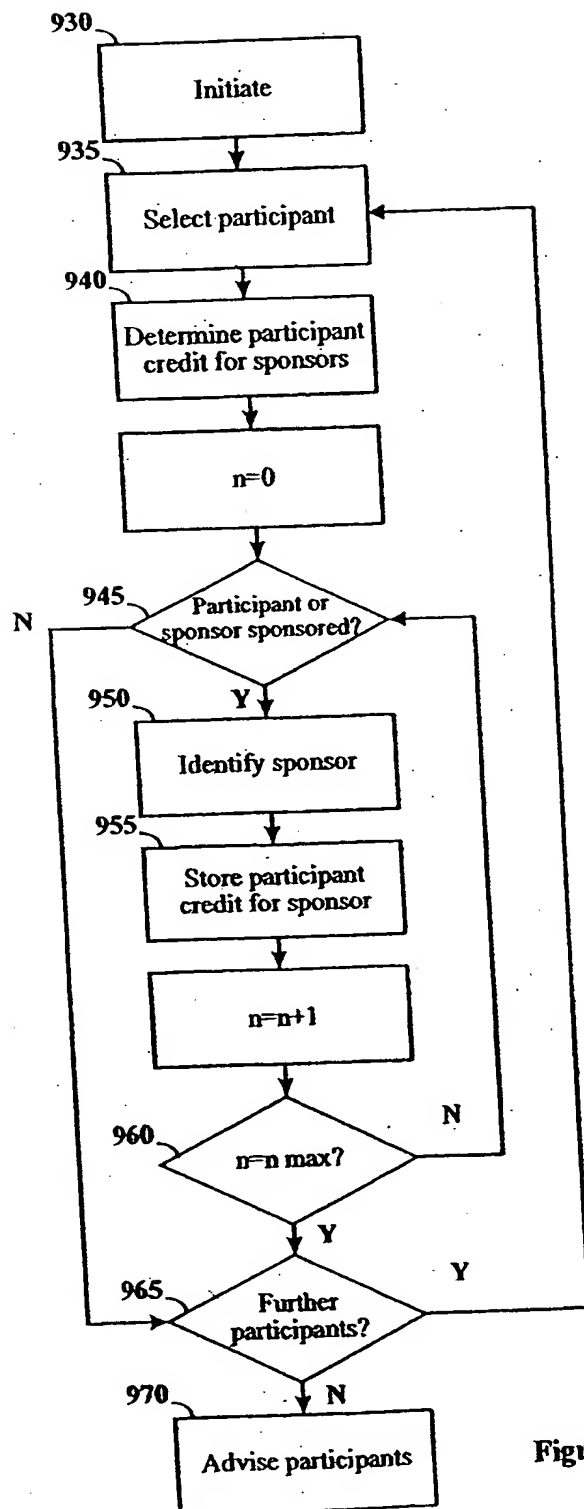 930
Initiate
935
Select participant
940
Determine participant
credit for sponsors
n=0
945
N
Participant or
sponsor sponsored?
Y
950
Identify sponsor
955
Store participant
credit for sponsor
n=n+1
960
N
n=n max?
Y
Y
965
Further
participants?
N
970
Advise participants
Figu